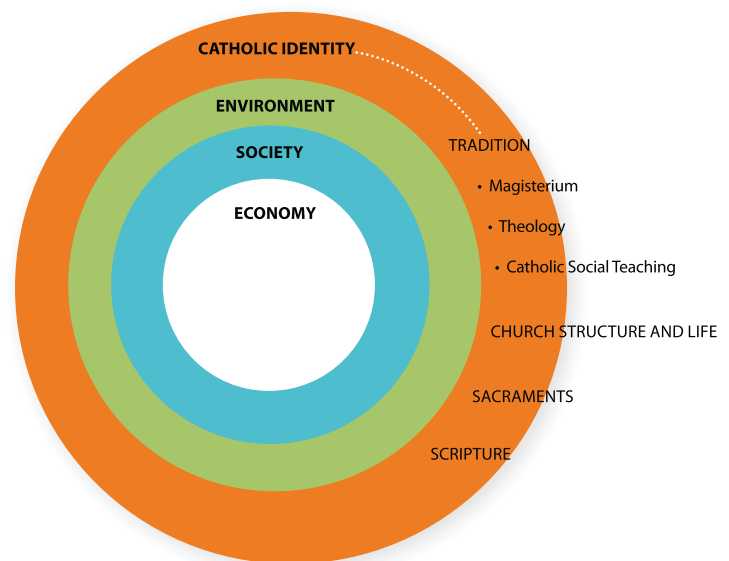 CATHOLIC IDENTITY
ENVIRONMENT
SOCIETY
ECONOMY
TRADITION
• Magisterium
• Theology
• Catholic Social Teaching
CHURCH STRUCTURE AND LIFE
SACRAMENTS
SCRIPTURE